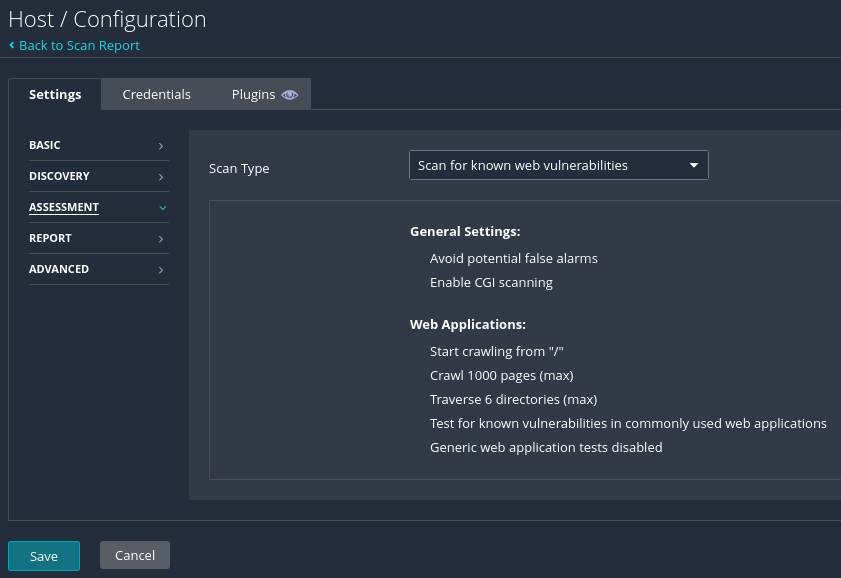 Host / Configuration
Back to Scan Report
Settings Credentials Plugins
BASIC
DISCOVERY
ASSESSMENT
REPORT
ADVANCED
Scan Type Scan for known web vulnerabilities
General Settings:
Avoid potential false alarms
Enable CGI scanning
Web Applications:
Start crawling from "/"
Crawl 1000 pages (max)
Traverse 6 directories (max)
Test for known vulnerabilities in commonly used web applications
Generic web application tests disabled
Save Cancel